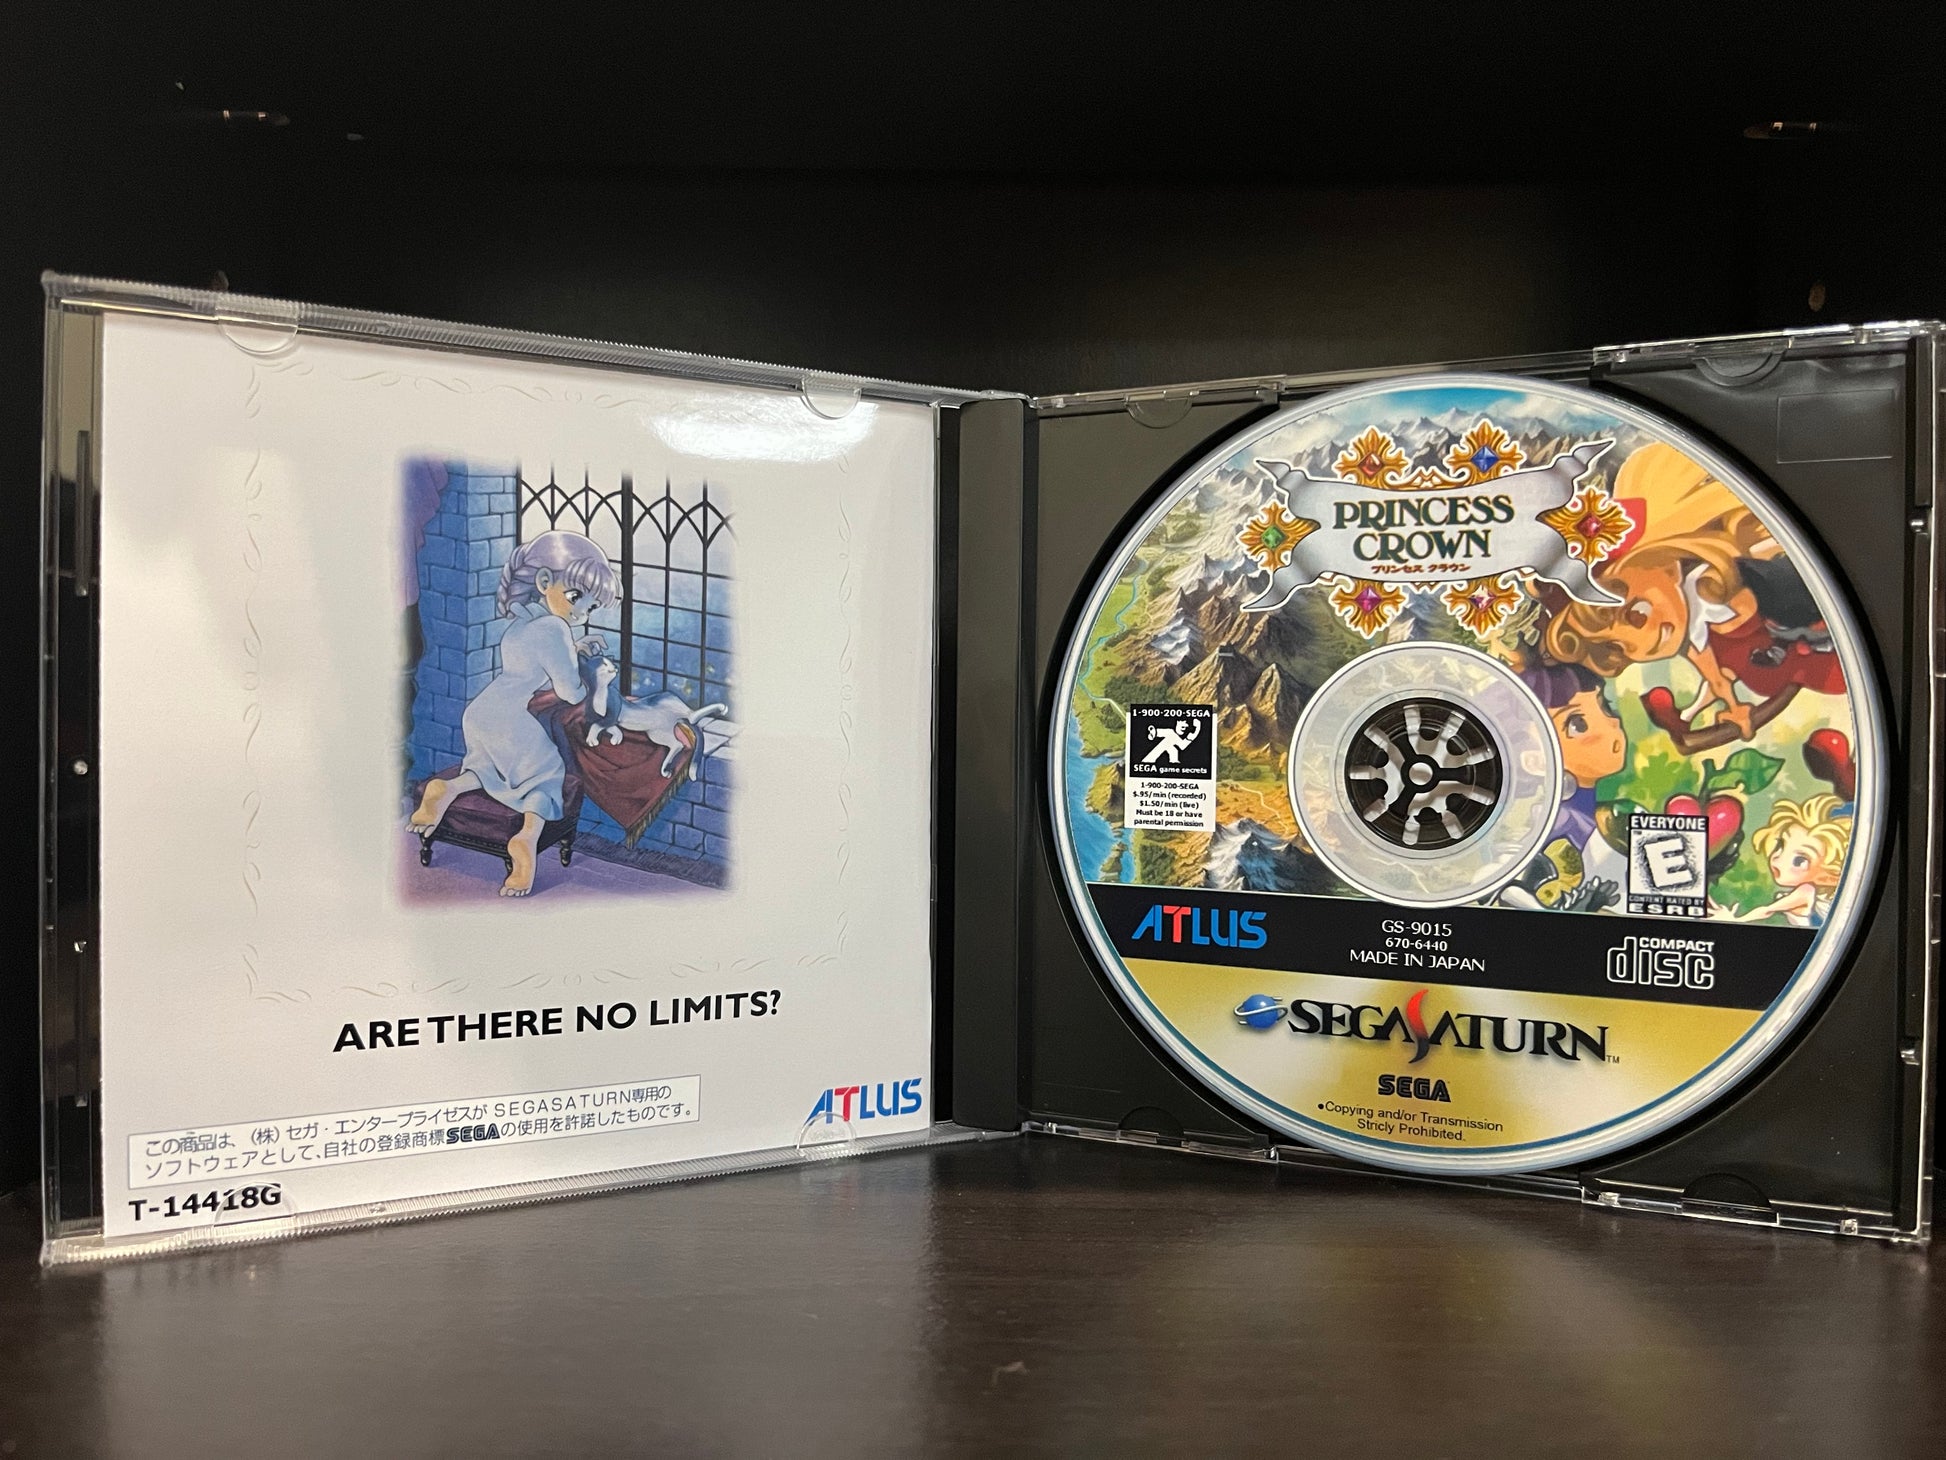 ARE THERE NO LIMITS?
この商品は、(株)セガ・エンタープライゼスが SEGASATURN専用の
ソフトウェアとして、自社の登録商標SEGAの使用を許諾したものです。
ATLUS
T-14418G
PRINCESS
CROWN
プリンセス クラウン
1-900-200-SEGA
SEGA game secrets
1-900-200-SEGA
$.95/min (recorded)
$1.50/min (live)
Must be 18 or have
parental permission
EVERYONE
E
CONTENT RATED BY
ESRB
ATLUS
GS-9015
670-6440
MADE IN JAPAN
COMPACT
disc
SEGA SATURN™
SEGA
•Copying and/or Transmission
Stricly Prohibited.